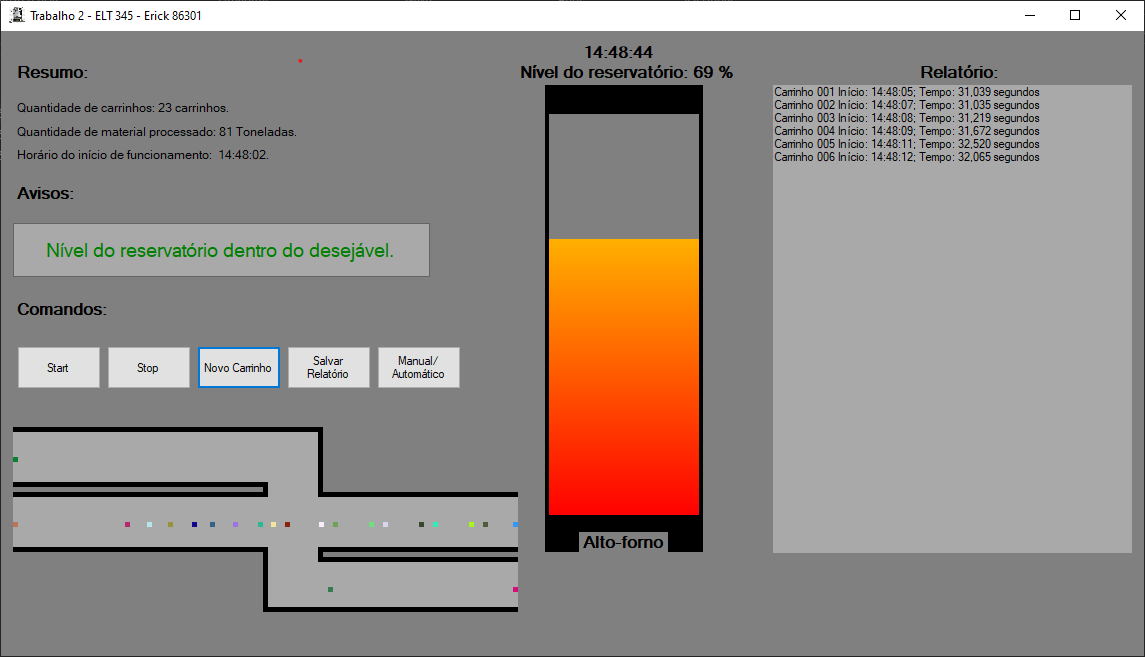 Trabalho 2 - ELT 345 - Erick 86301
14:48:44
Resumo:
Nível do reservatório: 69 %
Relatório:
Quantidade de carrinhos: 23 carrinhos.
Quantidade de material processado: 81 Toneladas.
Horário do início de funcionamento: 14:48:02.
Avisos:
Nível do reservatório dentro do desejável.
Comandos:
Start
Stop
Novo Carrinho
Salvar
Relatório
Manual/
Automático
Alto-forno
Carrinho 001 Início: 14:48:05; Tempo: 31,039 segundos
Carrinho 002 Início: 14:48:07; Tempo: 31,035 segundos
Carrinho 003 Início: 14:48:08; Tempo: 31,219 segundos
Carrinho 004 Início: 14:48:09; Tempo: 31,672 segundos
Carrinho 005 Início: 14:48:11; Tempo: 32,520 segundos
Carrinho 006 Início: 14:48:12; Tempo: 32,065 segundos